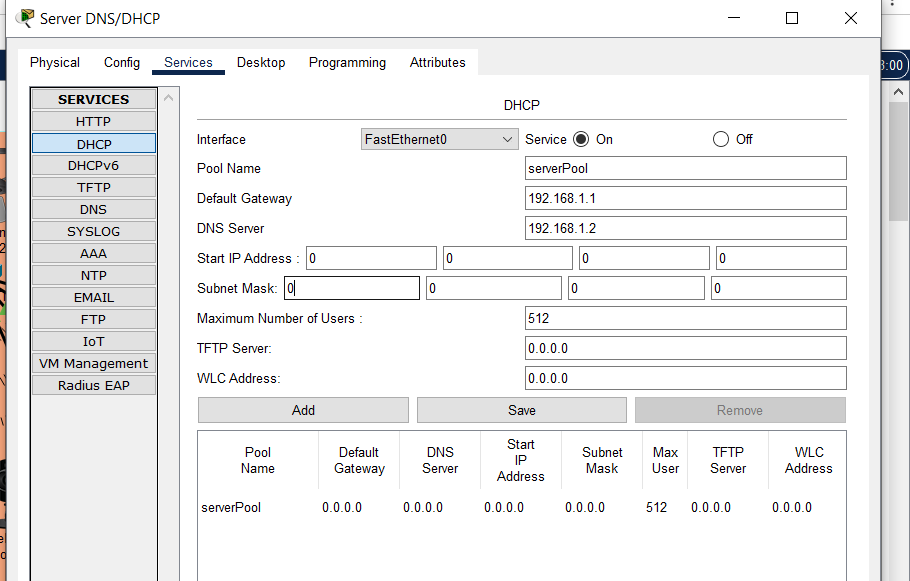 Server DNS/DHCP
Physical Config Services Desktop Programming Attributes
SERVICES
HTTP
DHCP
DHCPv6
TFTP
DNS
SYSLOG
AAA
NTP
EMAIL
FTP
IoT
VM Management
Radius EAP
DHCP
Interface FastEthernet0 Service On Off
Pool Name serverPool
Default Gateway 192.168.1.1
DNS Server 192.168.1.2
Start IP Address : 0 0 0 0
Subnet Mask: 0 0 0 0
Maximum Number of Users : 512
TFTP Server: 0.0.0.0
WLC Address: 0.0.0.0
Add Save Remove
Pool Name Default Gateway DNS Server Start IP Address Subnet Mask Max User TFTP Server WLC Address
serverPool 0.0.0.0 0.0.0.0 0.0.0.0 0.0.0.0 512 0.0.0.0 0.0.0.0